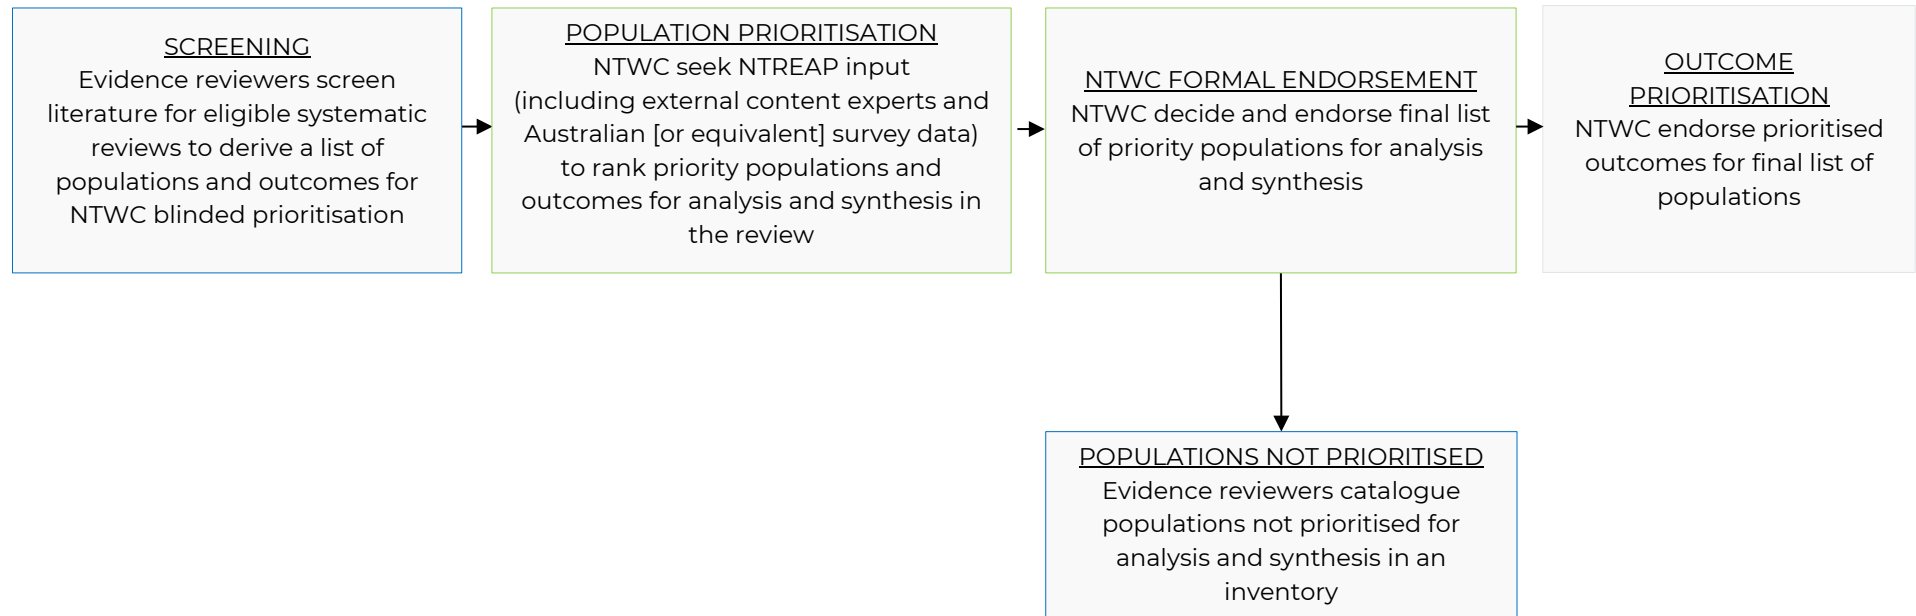 SCREENING
Evidence reviewers screen
literature for eligible systematic
reviews to derive a list of
populations and outcomes for
NTWC blinded prioritisation
POPULATION PRIORITISATION
NTWC seek NTREAP input
(including external content experts and
Australian [or equivalent] survey data)
to rank priority populations and
outcomes for analysis and synthesis in
the review
NTWC FORMAL ENDORSEMENT
NTWC decide and endorse final list
of priority populations for analysis
and synthesis
OUTCOME
PRIORITISATION
NTWC endorse prioritised
outcomes for final list of
populations
POPULATIONS NOT PRIORITISED
Evidence reviewers catalogue
populations not prioritised for
analysis and synthesis in an
inventory